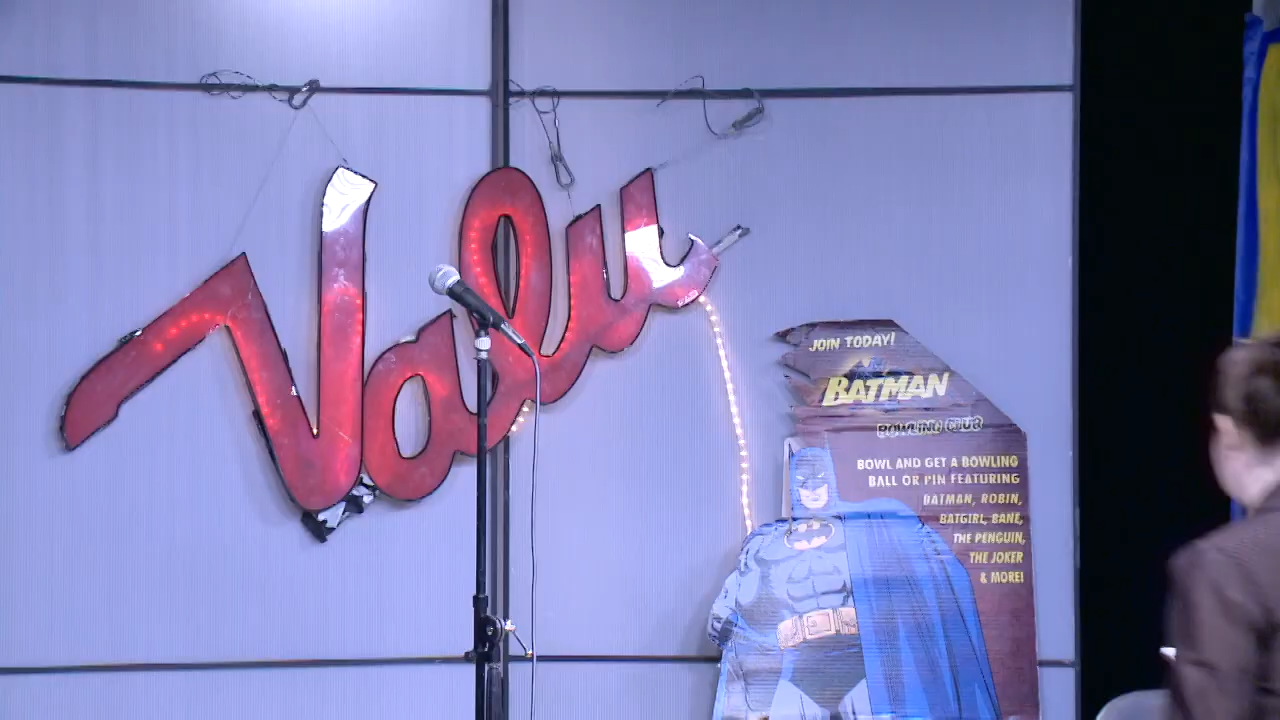 Valu
JOIN TODAY!
BATMAN
BOWLING CLUB
BOWL AND GET A BOWLING
BALL OR PIN FEATURING
BATMAN, ROBIN,
BATGIRL, BANE,
THE PENGUIN,
THE JOKER
& MORE!